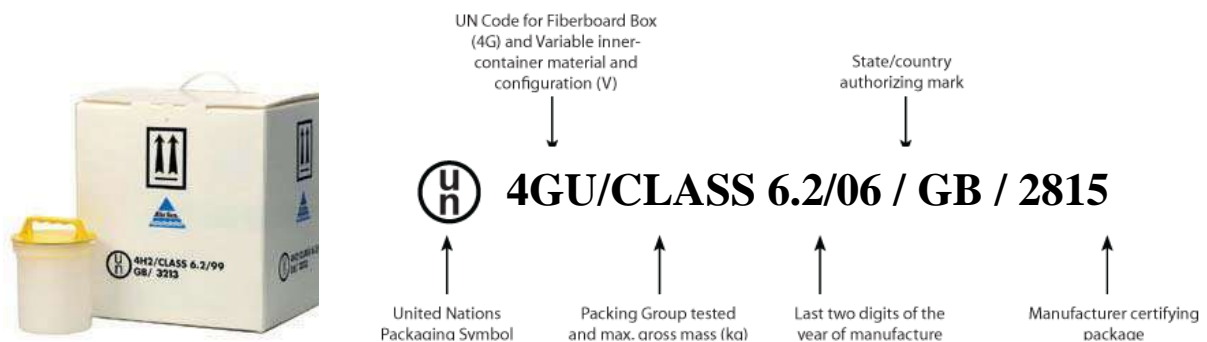 UN Code for Fiberboard Box
(4G) and Variable inner-
container material and
configuration (V)
State/country
authorizing mark
un 4GU/CLASS 6.2/06 / GB / 2815
United Nations
Packaging Symbol
Packing Group tested
and max. gross mass (kg)
Last two digits of the
year of manufacture
Manufacturer certifying
package
un 4H2/CLASS 6.2/99
GB/ 3213